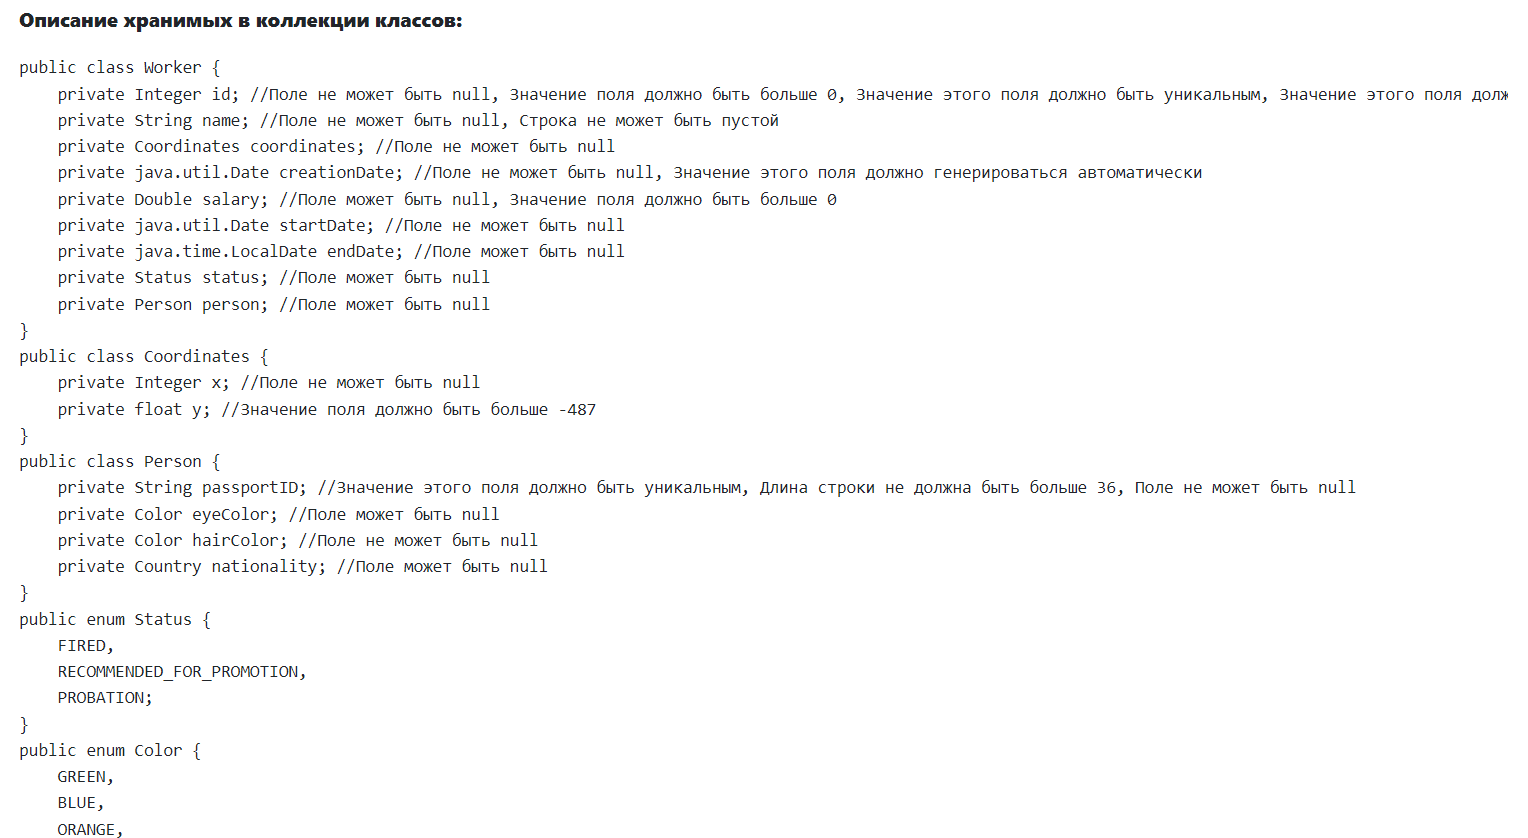 Описание хранимых в коллекции классов:
public class Worker {
    private Integer id; //Поле не может быть null, Значение поля должно быть больше 0, Значение этого поля должно быть уникальным, Значение этого поля
    private String name; //Поле не может быть null, Строка не может быть пустой
    private Coordinates coordinates; //Поле не может быть null
    private java.util.Date creationDate; //Поле не может быть null, Значение этого поля должно генерироваться автоматически
    private Double salary; //Поле может быть null, Значение поля должно быть больше 0
    private java.util.Date startDate; //Поле не может быть null
    private java.time.LocalDate endDate; //Поле может быть null
    private Status status; //Поле может быть null
    private Person person; //Поле может быть null
}
public class Coordinates {
    private Integer x; //Поле не может быть null
    private float y; //Значение поля должно быть больше -487
}
public class Person {
    private String passportID; //Значение этого поля должно быть уникальным, Длина строки не должна быть больше 36, Поле не может быть null
    private Color eyeColor; //Поле может быть null
    private Color hairColor; //Поле не может быть null
    private Country nationality; //Поле может быть null
}
public enum Status {
    FIRED,
    RECOMMENDED_FOR_PROMOTION,
    PROBATION;
}
public enum Color {
    GREEN,
    BLUE,
    ORANGE,